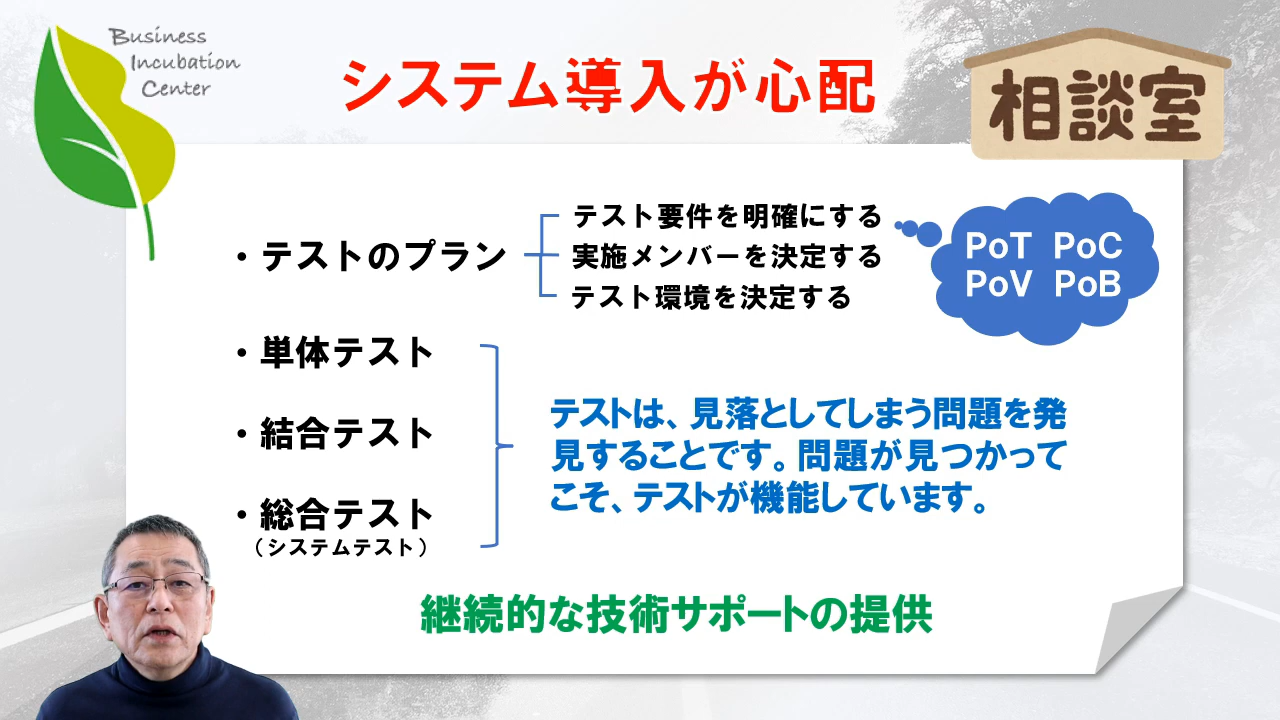 Business
Incubation
Center
システム導入が心配
相談室
・テストのプラン
テスト要件を明確にする
実施メンバーを決定する
テスト環境を決定する
PoT PoC
PoV PoB
・単体テスト
・結合テスト
・総合テスト
（システムテスト）
テストは、見落としてしまう問題を発
見することです。問題が見つかって
こそ、テストが機能しています。
継続的な技術サポートの提供